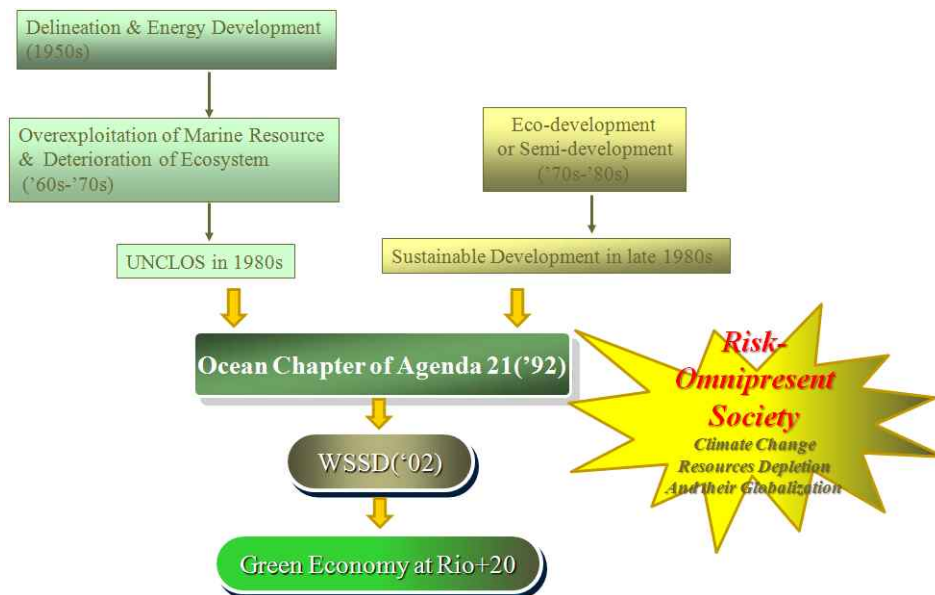 Delineation & Energy Development
(1950s)
Overexploitation of Marine Resource
& Deterioration of Ecosystem
('60s-'70s)
Eco-development
or Semi-development
('70s-'80s)
UNCLOS in 1980s
Sustainable Development in late 1980s
Ocean Chapter of Agenda 21('92)
Risk-
Omnipresent
Society
Climate Change
Resources Depletion
And their Globalization
WSSD(‘02)
Green Economy at Rio+20